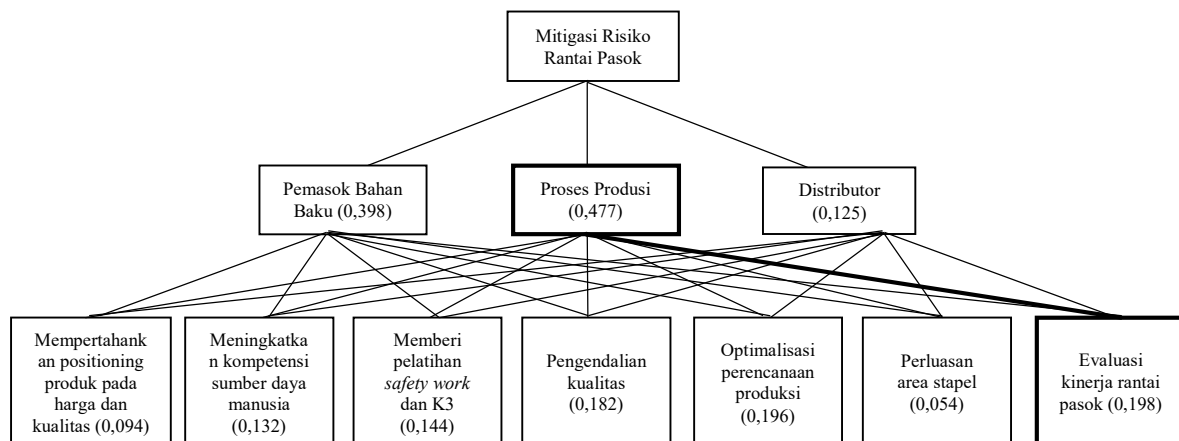 Mitigasi Risiko
Rantai Pasok
Pemasok Bahan
Baku (0,398)
Proses Produsi
(0,477)
Distributor
(0,125)
Mempertahank
an positioning
produk pada
harga dan
kualitas (0,094)
Meningkatka
n kompetensi
sumber daya
manusia
(0,132)
Memberi
pelatihan
safety work
dan K3
(0,144)
Pengendalian
kualitas
(0,182)
Optimalisasi
perencanaan
produksi
(0,196)
Perluasan
area stapel
(0,054)
Evaluasi
kinerja rantai
pasok (0,198)